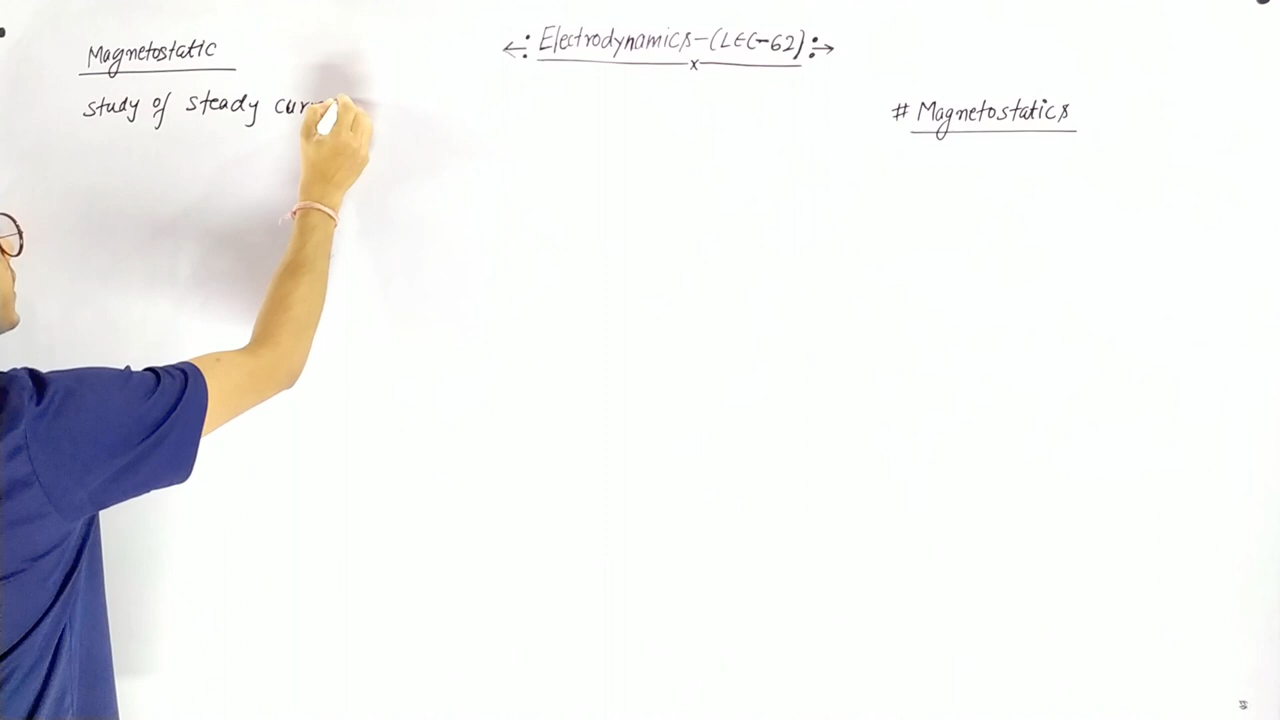 Electrodynamics-(LEC-62)
Magnetostatic
study of steady
# Magnetostatics